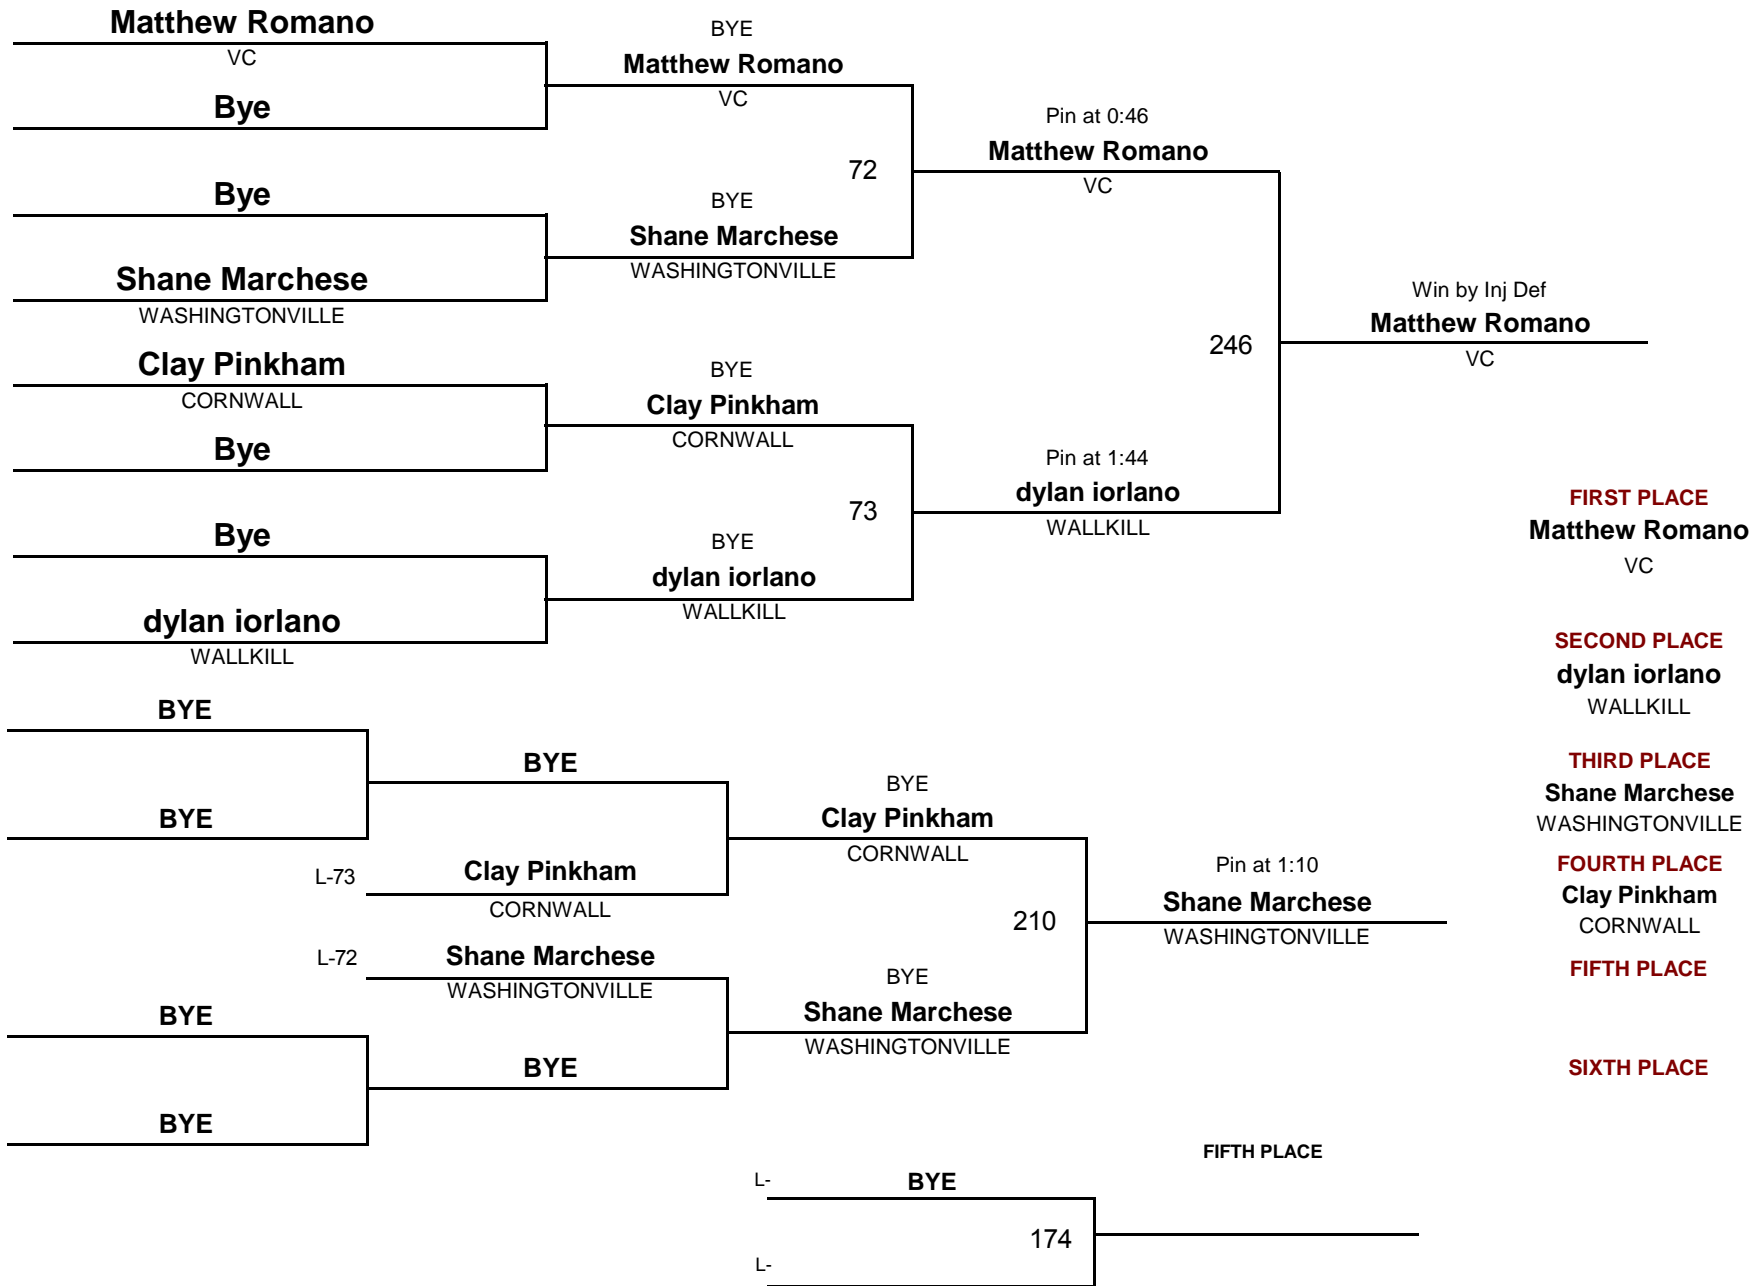 Matthew Romano
VC
Bye
Bye
Shane Marchese
WASHINGTONVILLE
Clay Pinkham
CORNWALL
Bye
Bye
dylan iorlano
WALLKILL
BYE
Matthew Romano
VC
72
BYE
Shane Marchese
WASHINGTONVILLE
BYE
Clay Pinkham
CORNWALL
73
BYE
dylan iorlano
WALLKILL
Pin at 0:46
Matthew Romano
VC
246
Pin at 1:44
dylan iorlano
WALLKILL
Win by Inj Def
Matthew Romano
VC
FIRST PLACE
Matthew Romano
VC
SECOND PLACE
dylan iorlano
WALLKILL
THIRD PLACE
Shane Marchese
WASHINGTONVILLE
FOURTH PLACE
Clay Pinkham
CORNWALL
FIFTH PLACE
SIXTH PLACE
BYE
BYE
BYE
BYE
BYE
L-73
Clay Pinkham
CORNWALL
L-72
Shane Marchese
WASHINGTONVILLE
BYE
BYE
Clay Pinkham
CORNWALL
210
BYE
Shane Marchese
WASHINGTONVILLE
Pin at 1:10
Shane Marchese
WASHINGTONVILLE
FIFTH PLACE
L-
BYE
174
L-